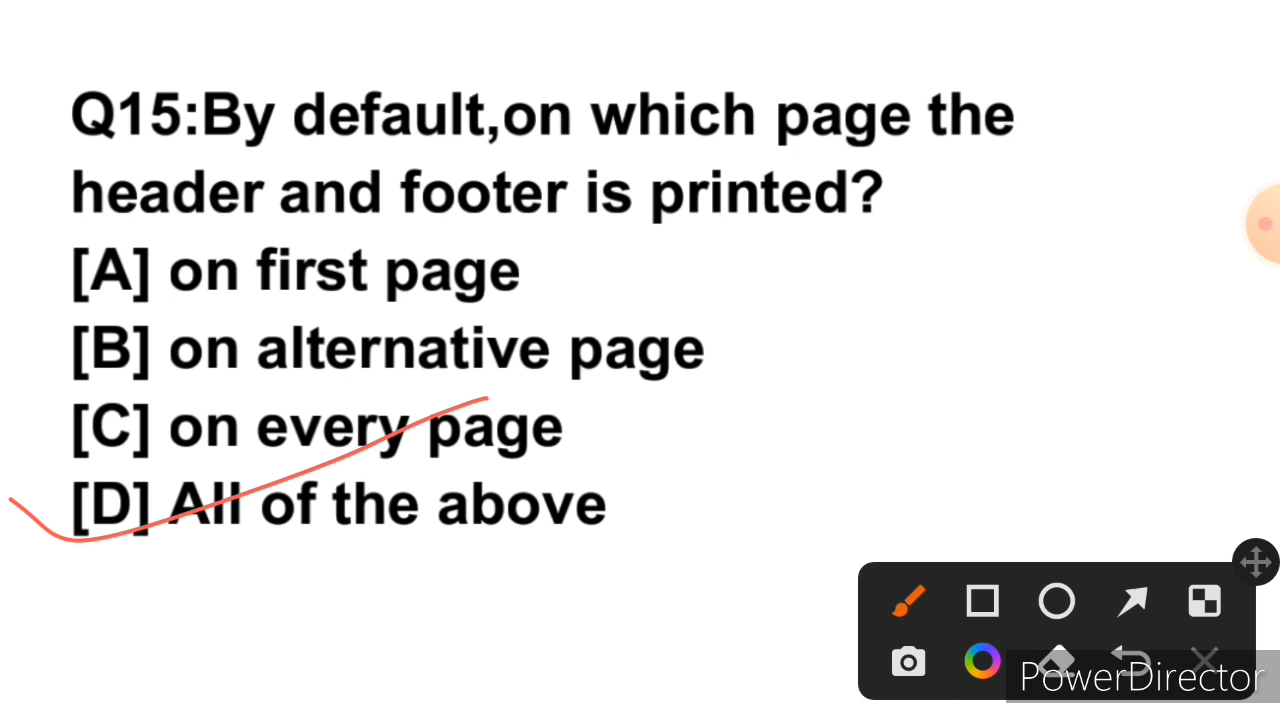 Q15:By default,on which page the
header and footer is printed?
[A] on first page
[B] on alternative page
[C] on every page
[D] All of the above
PowerDirector